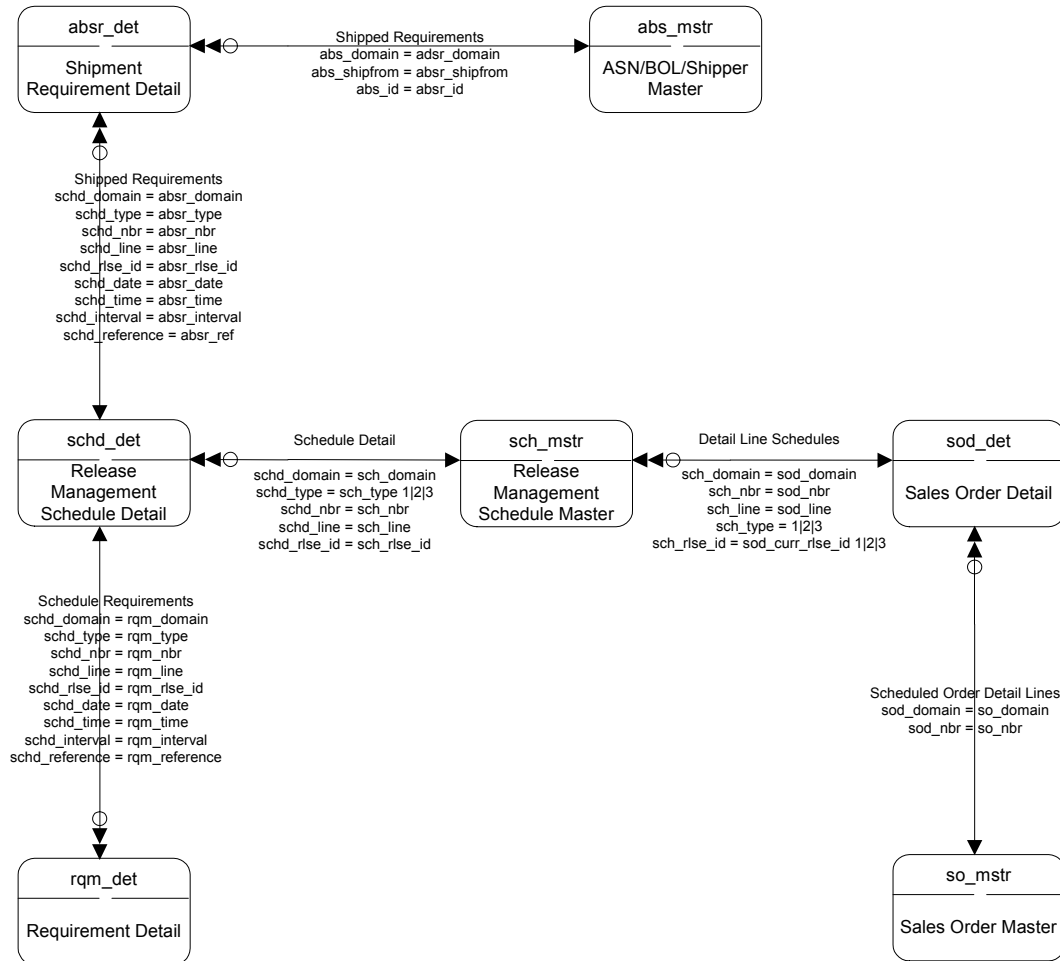 absr_det
Shipment
Requirement Detail
Shipped Requirements
abs_domain = adsr_domain
abs_shipfrom = absr_shipfrom
abs_id = absr_id
abs_mstr
ASN/BOL/Shipper
Master
Shipped Requirements
schd_domain = absr_domain
schd_type = absr_type
schd_nbr = absr_nbr
schd_line = absr_line
schd_rlse_id = absr_rlse_id
schd_date = absr_date
schd_time = absr_time
schd_interval = absr_interval
schd_reference = absr_ref
schd_det
Release
Management
Schedule Detail
Schedule Detail
schd_domain = sch_domain
schd_type = sch_type 1|2|3
schd_nbr = sch_nbr
schd_line = sch_line
schd_rlse_id = sch_rlse_id
sch_mstr
Release
Management
Schedule Master
Detail Line Schedules
sch_domain = sod_domain
sch_nbr = sod_nbr
sch_line = sod_line
sch_type = 1|2|3
sch_rlse_id = sod_curr_rlse_id 1|2|3
sod_det
Sales Order Detail
Schedule Requirements
schd_domain = rqm_domain
schd_type = rqm_type
schd_nbr = rqm_nbr
schd_line = rqm_line
schd_rlse_id = rqm_rlse_id
schd_date = rqm_date
schd_time = rqm_time
schd_interval = rqm_interval
schd_reference = rqm_reference
Scheduled Order Detail Lines
sod_domain = so_domain
sod_nbr = so_nbr
rqm_det
Requirement Detail
so_mstr
Sales Order Master